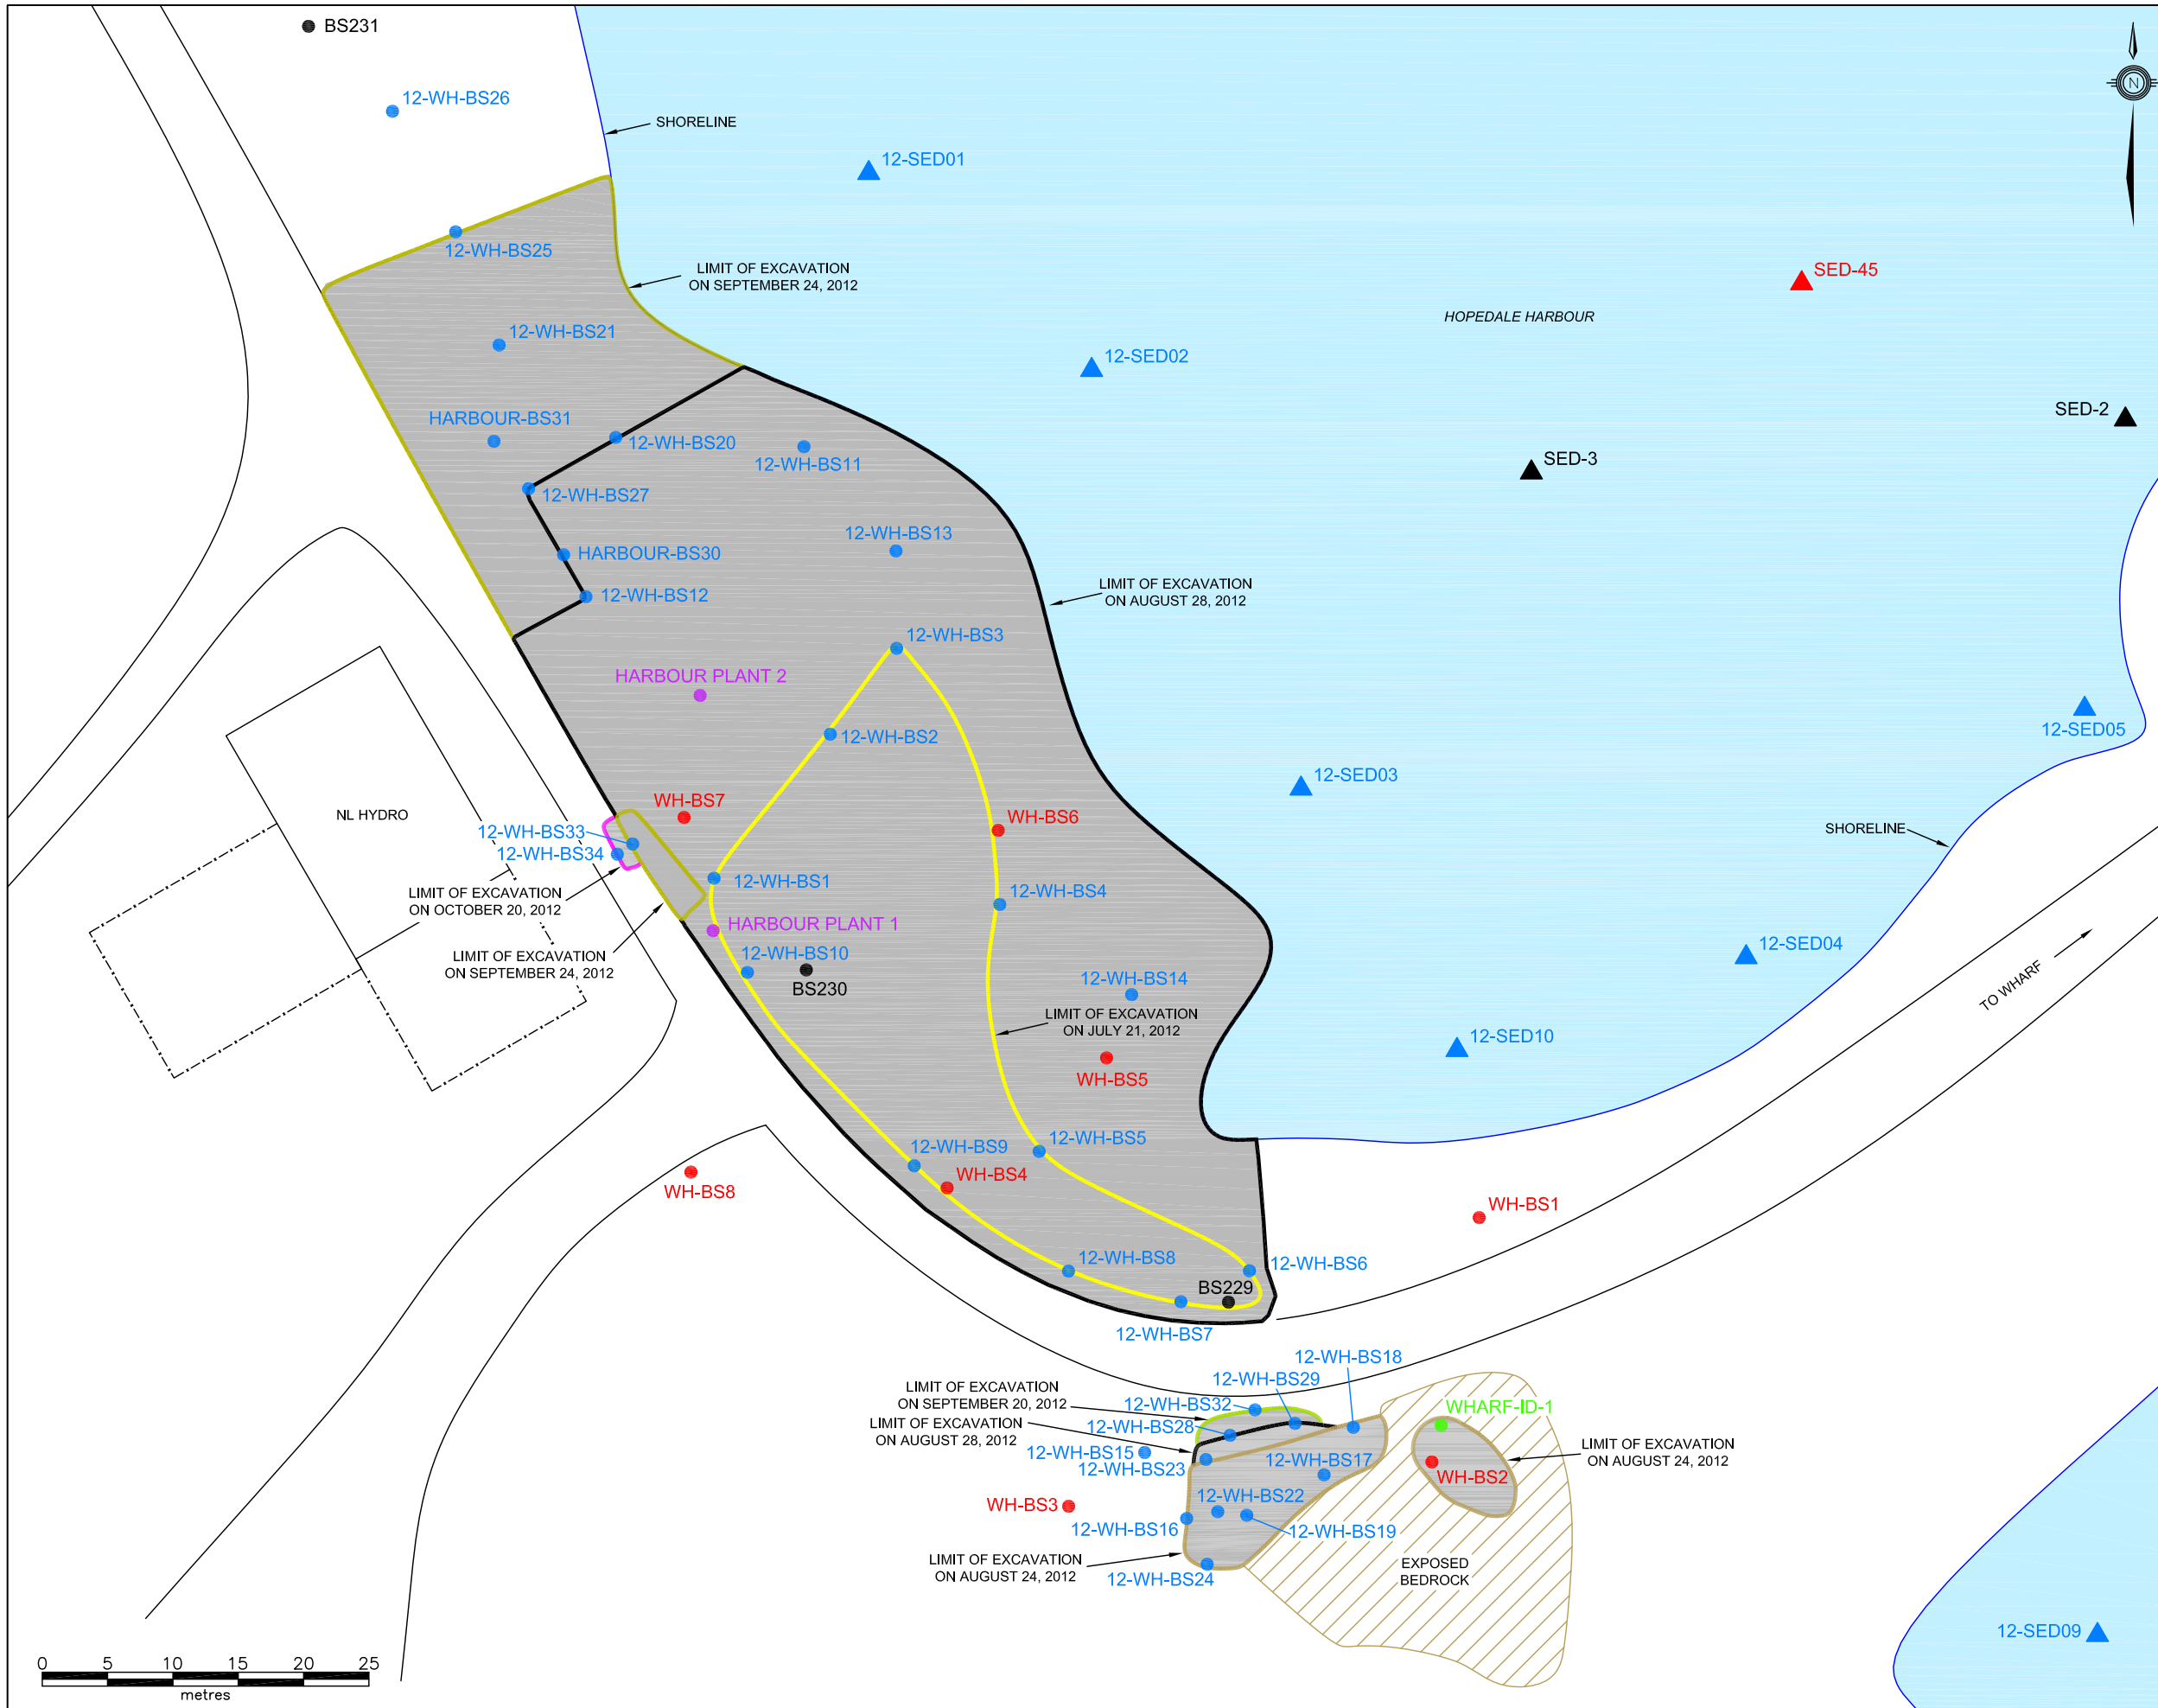 BS231
N
12-WH-BS26
SHORELINE
12-SED01
12-WH-BS25
LIMIT OF EXCAVATION
ON SEPTEMBER 24, 2012
SED-45
HOPEDALE HARBOUR
12-WH-BS21
12-SED02
SED-2
HARBOUR-BS31
12-WH-BS20
12-WH-BS11
SED-3
12-WH-BS27
12-WH-BS13
HARBOUR-BS30
LIMIT OF EXCAVATION
ON AUGUST 28, 2012
12-WH-BS12
12-WH-BS3
HARBOUR PLANT 2
12-WH-BS2
12-SED05
12-SED03
WH-BS7
NL HYDRO
WH-BS6
SHORELINE
12-WH-BS33
12-WH-BS34
12-WH-BS1
LIMIT OF EXCAVATION
ON OCTOBER 20, 2012
12-WH-BS4
HARBOUR PLANT 1
12-SED04
LIMIT OF EXCAVATION
ON SEPTEMBER 24, 2012
12-WH-BS10
BS230
12-WH-BS14
TO WHARF
LIMIT OF EXCAVATION
ON JULY 21, 2012
12-SED10
WH-BS5
12-WH-BS9
12-WH-BS5
WH-BS4
WH-BS8
WH-BS1
12-WH-BS8
12-WH-BS6
BS229
12-WH-BS7
12-WH-BS18
12-WH-BS29
LIMIT OF EXCAVATION
ON SEPTEMBER 20, 2012
12-WH-BS32
WHARF-ID-1
LIMIT OF EXCAVATION
ON AUGUST 28, 2012
12-WH-BS28
12-WH-BS15
12-WH-BS23
12-WH-BS17
WH-BS2
LIMIT OF EXCAVATION
ON AUGUST 24, 2012
12-WH-BS22
WH-BS3
12-WH-BS16
12-WH-BS19
LIMIT OF EXCAVATION
ON AUGUST 24, 2012
12-WH-BS24
EXPOSED
BEDROCK
12-SED09
0 5 10 15 20 25
metres